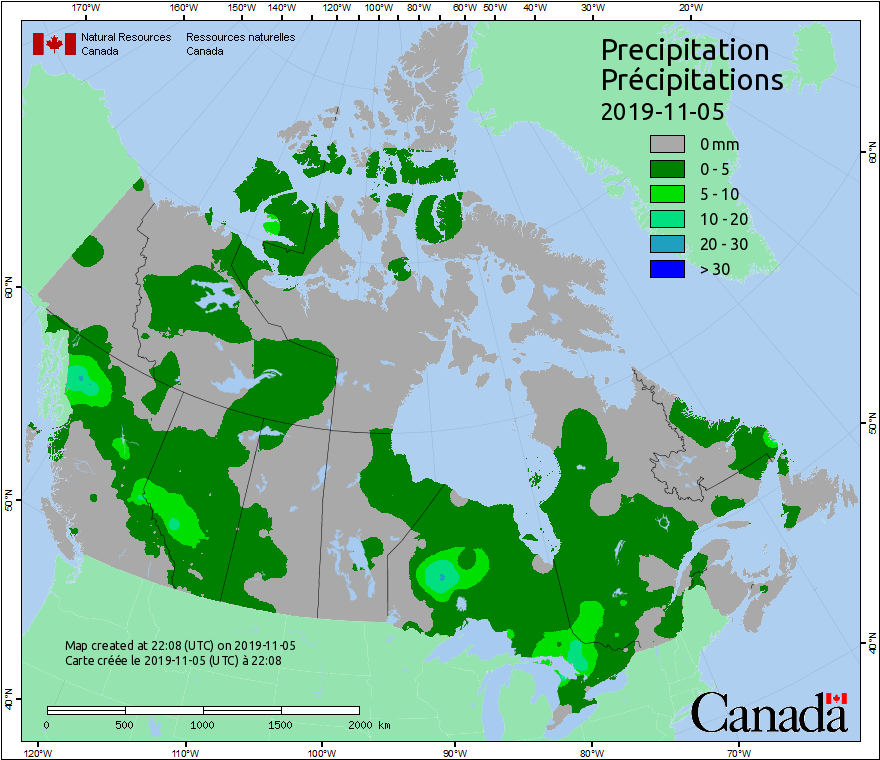 170°W 160°W 150°W 140°W 130°W 120°W 110°W 100°W 90°W 80°W 60°W 50°W 40°W 30°W 20°W
Natural Resources Canada
Ressources naturelles Canada
Precipitation
Précipitations
2019-11-05
0 mm
0 - 5
5 - 10
10 - 20
20 - 30
> 30
60°N
50°N
40°N
60°N
50°N
40°N
Map created at 22:08 (UTC) on 2019-11-05
Carte créée le 2019-11-05 (UTC) à 22:08
0 500 1000 1500 2000 km
Canada
120°W 110°W 100°W 90°W 80°W 70°W